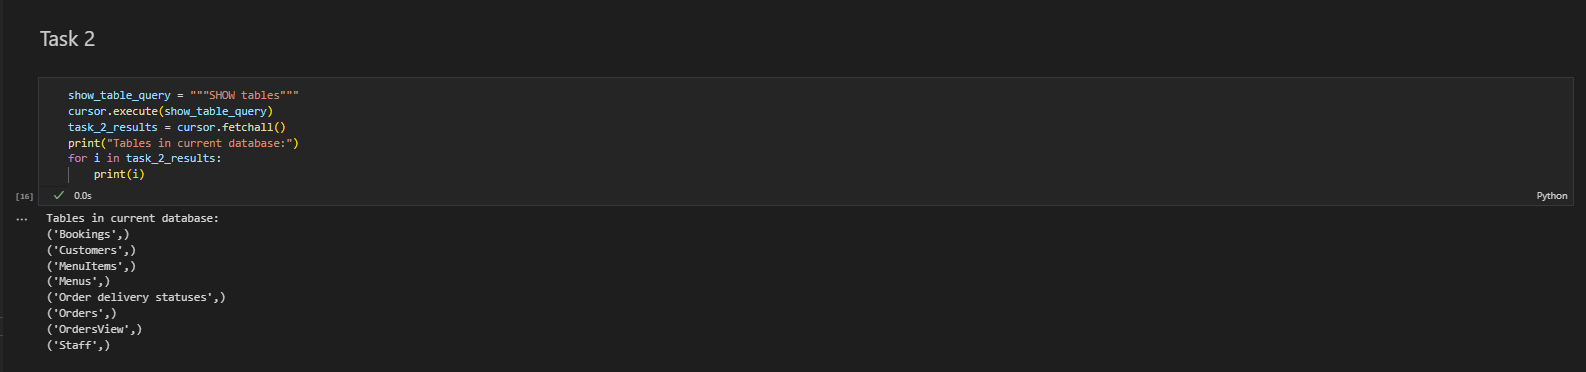 Task 2
show_table_query = """SHOW tables"""
cursor.execute(show_table_query)
task_2_results = cursor.fetchall()
print("Tables in current database:")
for i in task_2_results:
    print(i)
[16] ✓ 0.0s Python
... Tables in current database:
('Bookings',)
('Customers',)
('MenuItems',)
('Menus',)
('Order delivery statuses',)
('Orders',)
('OrdersView',)
('Staff',)